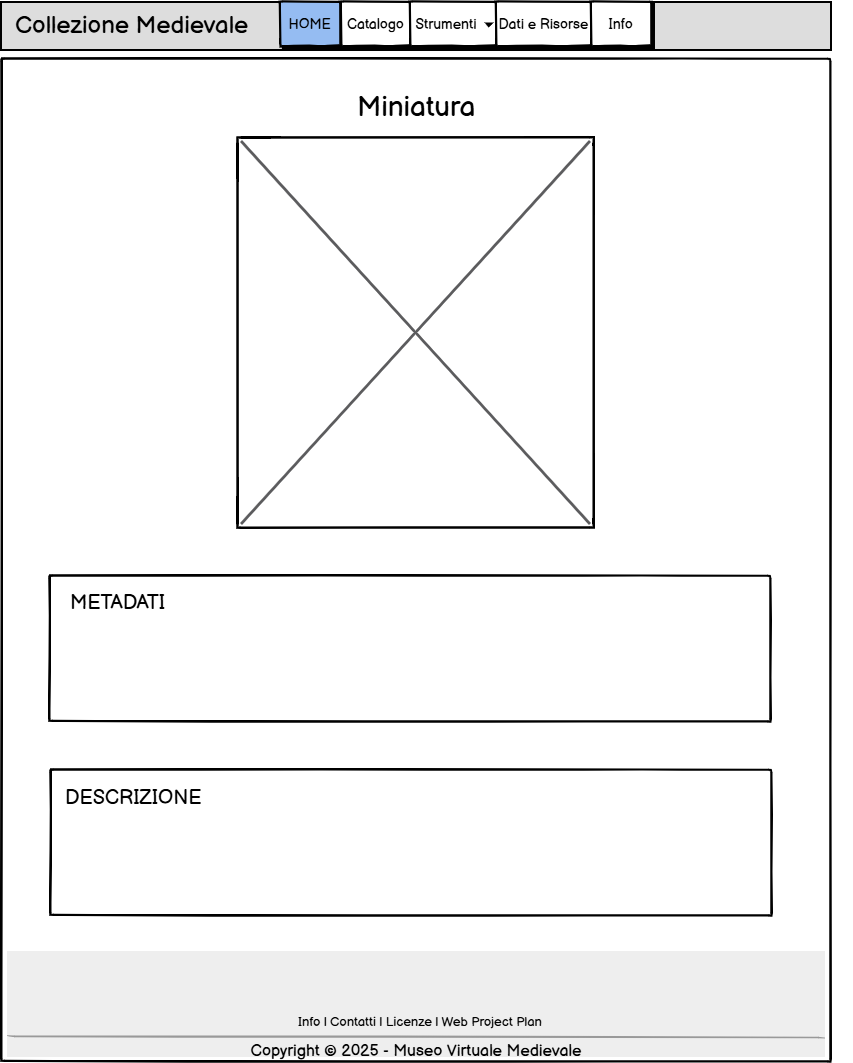 Collezione Medievale HOME Catalogo Strumenti Dati e Risorse Info
Miniatura
METADATI
DESCRIZIONE
Info | Contatti | Licenze | Web Project Plan
Copyright © 2025 - Museo Virtuale Medievale